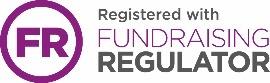 FR
Registered with
FUNDRAISING
REGULATOR